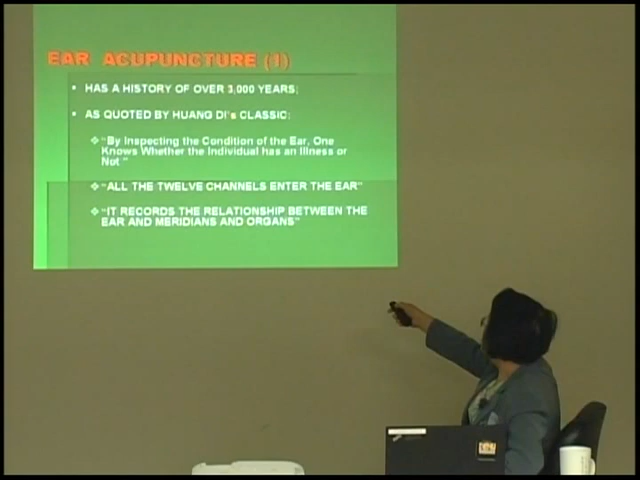 EAR ACUPUNCTURE (1)
• HAS A HISTORY OF OVER 3,000 YEARS;
• AS QUOTED BY HUANG DI's CLASSIC:
❖"By Inspecting the Condition of the Ear, One
Knows Whether the Individual has an Illness or
Not "
❖"ALL THE TWELVE CHANNELS ENTER THE EAR"
❖"IT RECORDS THE RELATIONSHIP BETWEEN THE
EAR AND MERIDIANS AND ORGANS"